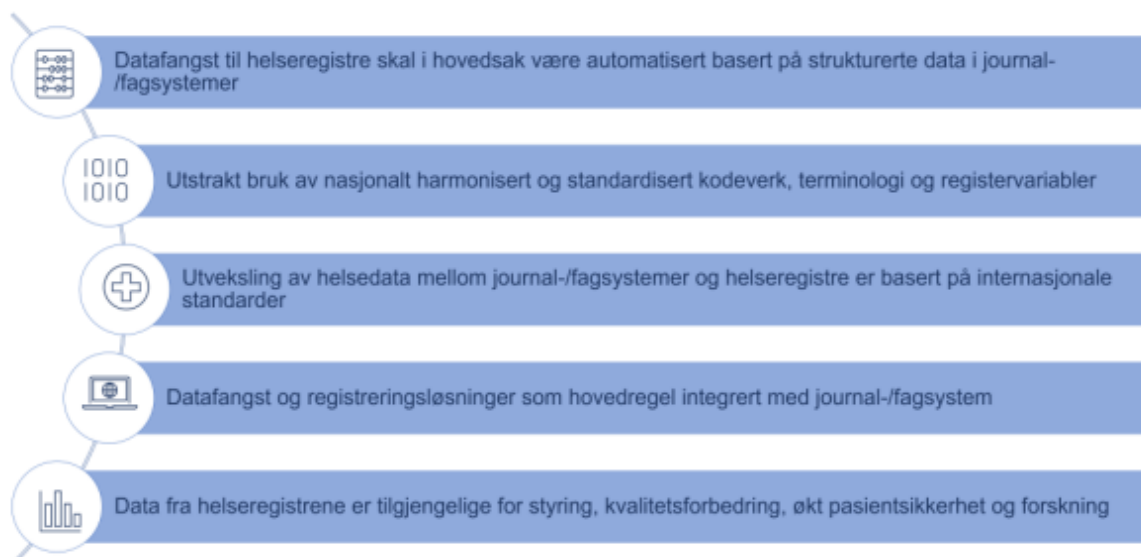 Datafangst til helseregistre skal i hovedsak være automatisert basert på strukturerte data i journal-
/fagsystemer
1010
1010
Utstrakt bruk av nasjonalt harmonisert og standardisert kodeverk, terminologi og registervariabler
Utveksling av helsedata mellom journal-/fagsystemer og helseregistre er basert på internasjonale
standarder
Datafangst og registreringsløsninger som hovedregel integrert med journal-/fagsystem
Data fra helseregistrene er tilgjengelige for styring, kvalitetsforbedring, økt pasientsikkerhet og forskning